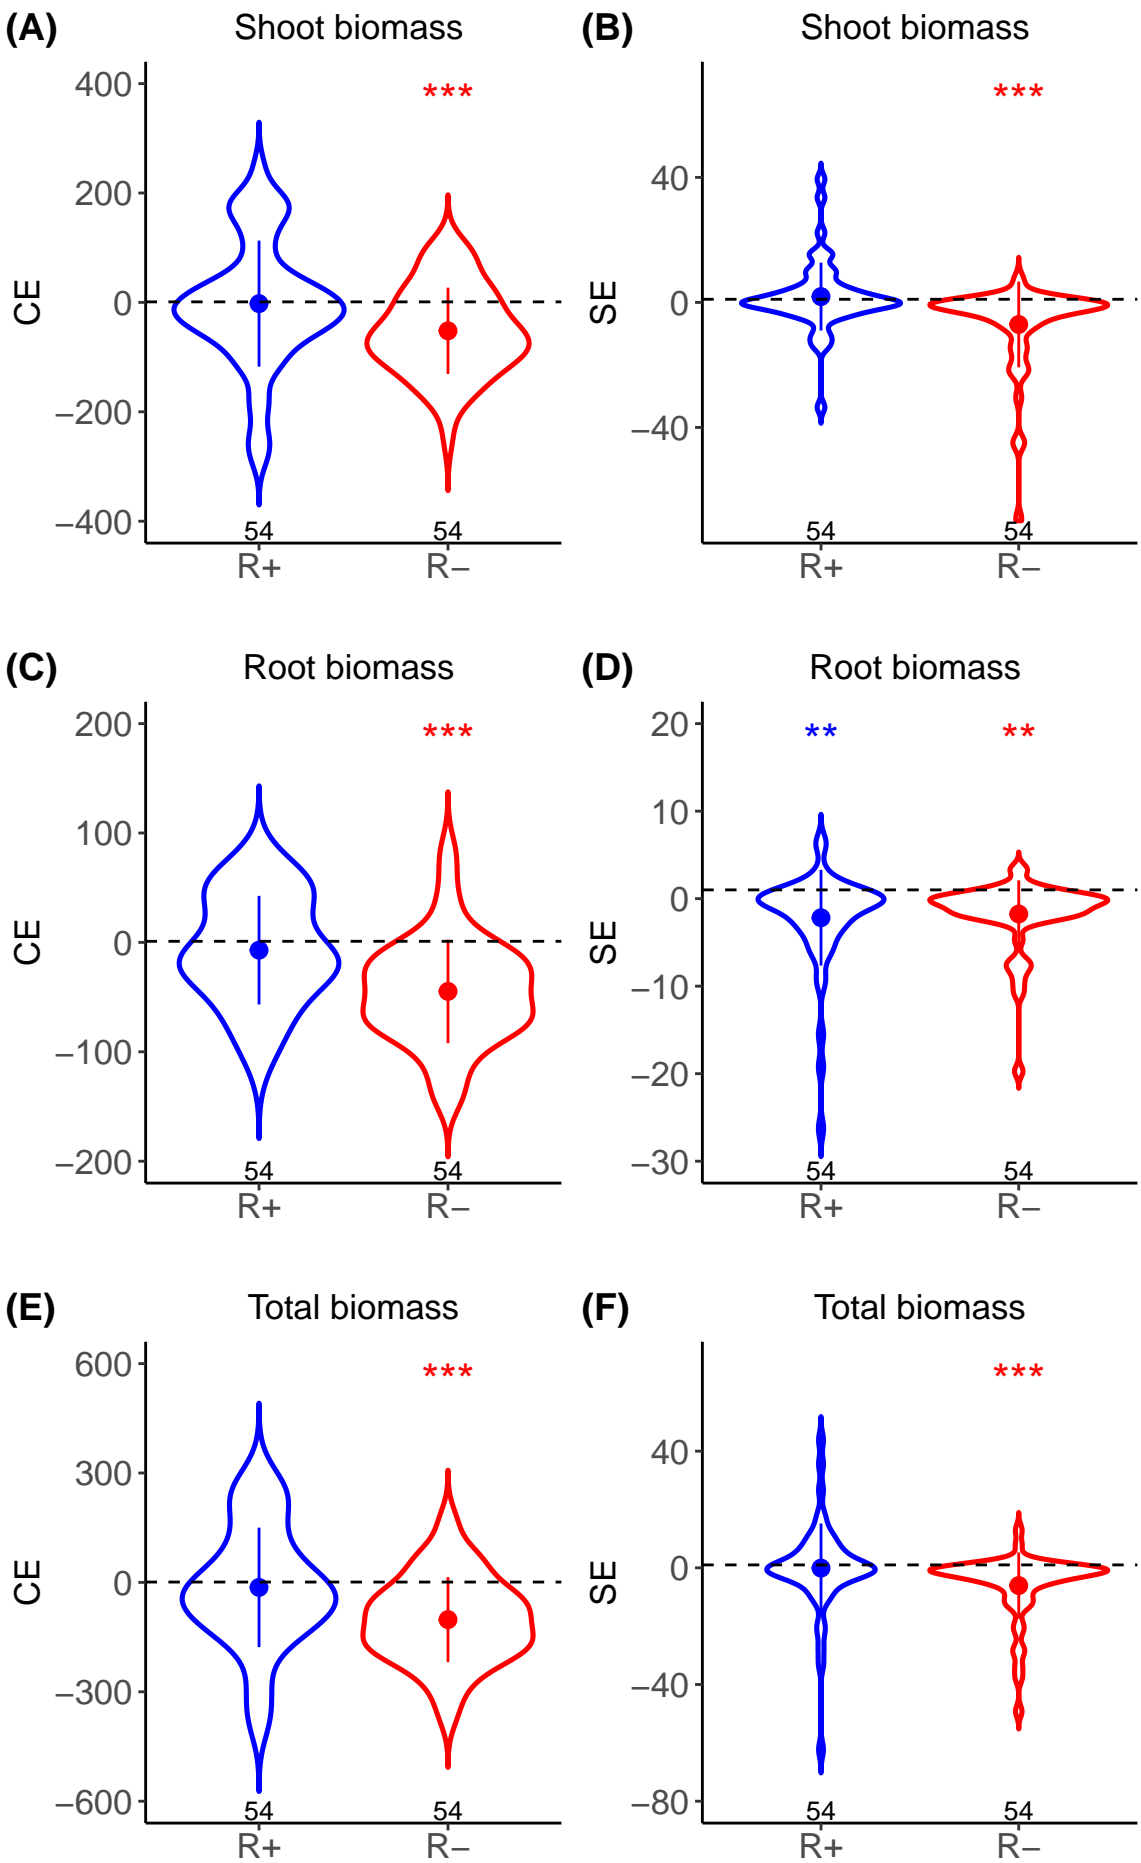 (A) Shoot biomass
400
200
0
−200
−400
CE
***
54 54
R+ R−
(B) Shoot biomass
40
0
−40
SE
***
54 54
R+ R−
(C) Root biomass
200
100
0
−100
−200
CE
***
54 54
R+ R−
(D) Root biomass
20
10
0
−10
−20
−30
SE
** **
54 54
R+ R−
(E) Total biomass
600
300
0
−300
−600
CE
***
54 54
R+ R−
(F) Total biomass
40
0
−40
−80
SE
***
54 54
R+ R−